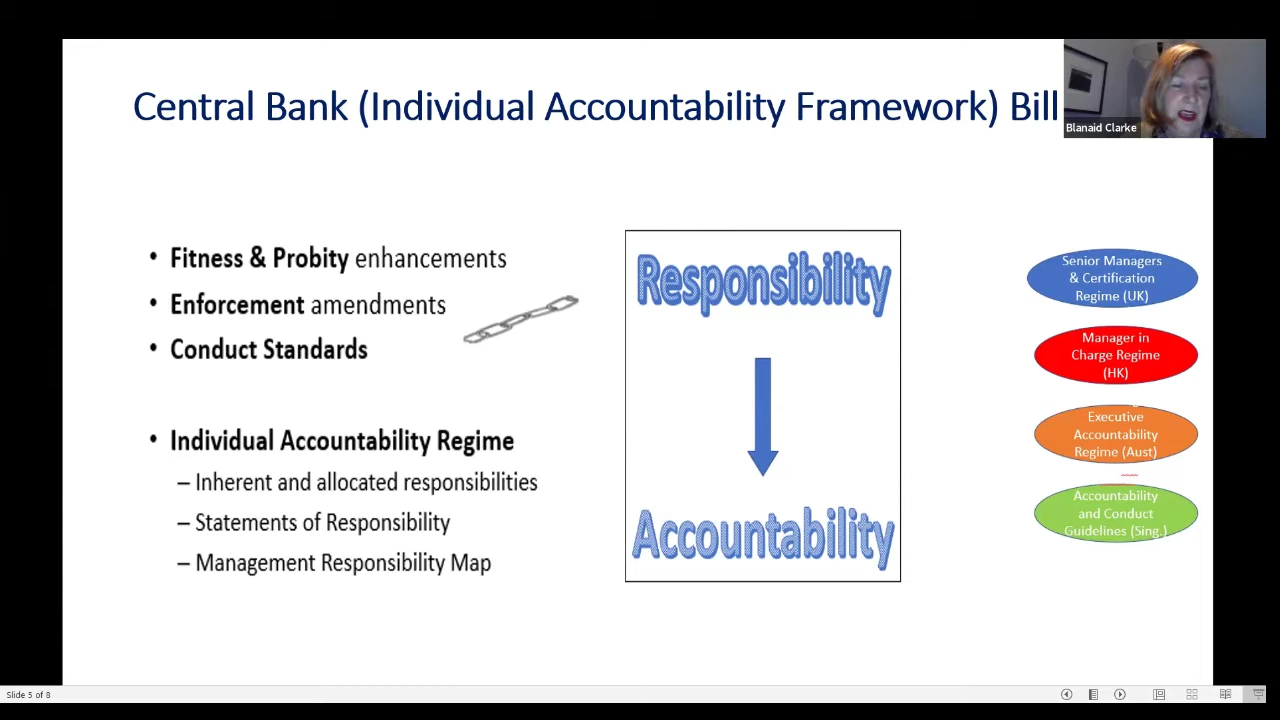 Central Bank (Individual Accountability Framework) Bill
Blanaid Clarke
• Fitness & Probity enhancements
• Enforcement amendments
• Conduct Standards
• Individual Accountability Regime
– Inherent and allocated responsibilities
– Statements of Responsibility
– Management Responsibility Map
Responsibility
Accountability
Senior Managers
& Certification
Regime (UK)
Manager in
Charge Regime
(HK)
Executive
Accountability
Regime (Aust)
Accountability
and Conduct
Guidelines (Sing.)
Slide 5 of 8